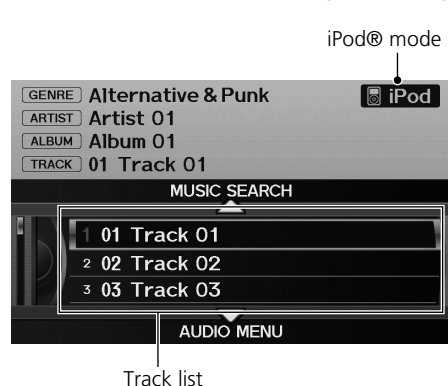 iPod® mode
GENRE Alternative & Punk
iPod
ARTIST Artist 01
ALBUM Album 01
TRACK 01 Track 01
MUSIC SEARCH
1 01 Track 01
2 02 Track 02
3 03 Track 03
AUDIO MENU
Track list